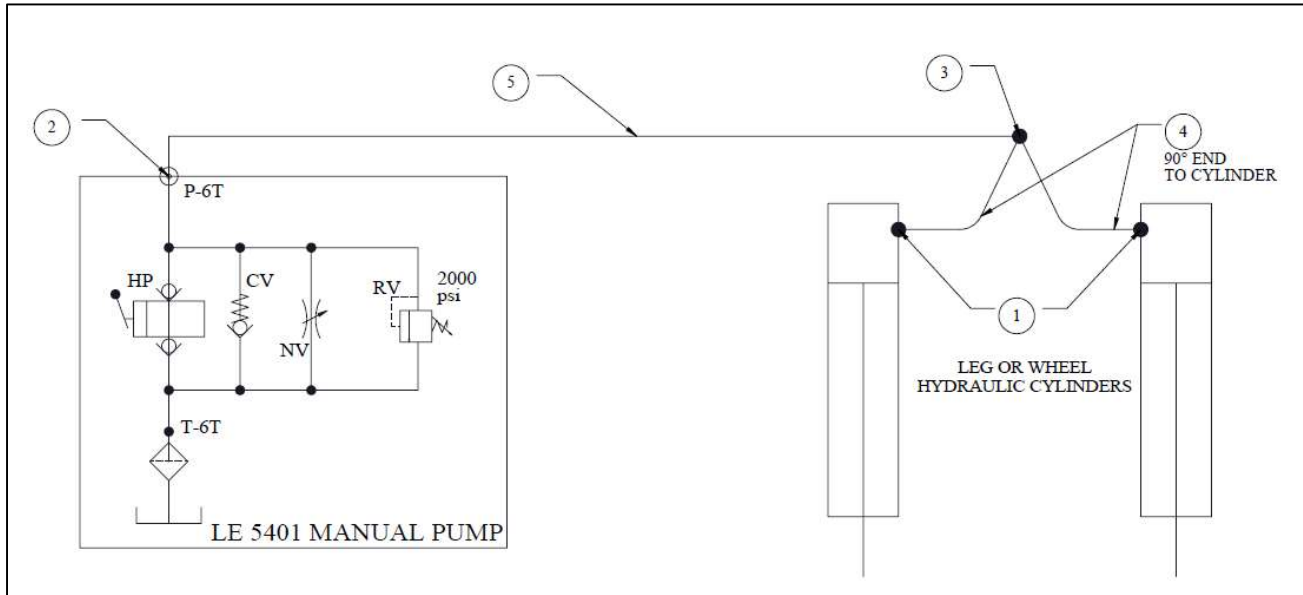 5
3
2
4
90° END
TO CYLINDER
P-6T
HP
CV
RV
2000
psi
NV
1
LEG OR WHEEL
HYDRAULIC CYLINDERS
T-6T
LE 5401 MANUAL PUMP